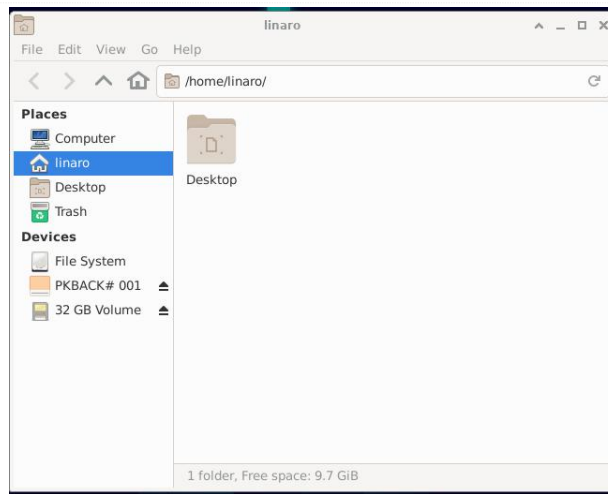 linaro
File Edit View Go Help
/home/linaro/
Places
Computer
linaro
Desktop
Trash
Devices
File System
PKBACK# 001
32 GB Volume
Desktop
1 folder, Free space: 9.7 GiB